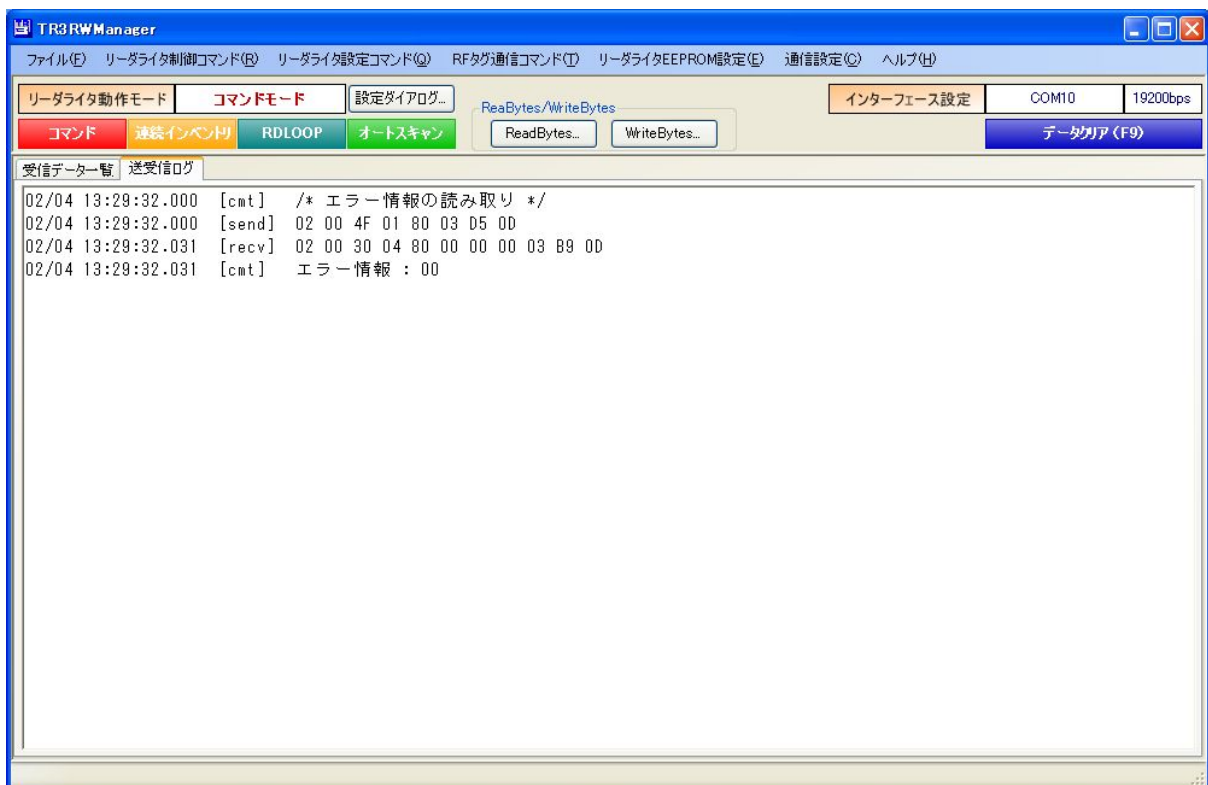 TR3RWManager
ファイル(F) リーダライタ制御コマンド(R) リーダライタ設定コマンド(Q) RFタグ通信コマンド(T) リーダライタEEPROM設定(E) 通信設定(C) ヘルプ(H)
リーダライタ動作モード コマンドモード 設定ダイアログ...
ReaBytes/WriteBytes
インターフェース設定 COM10 19200bps
コマンド 連続インベントリ RDLOOP オートスキャン ReadBytes... WriteBytes... データクリア (F9)
受信データ一覧 送受信ログ
02/04 13:29:32.000 [cmt] /* エラー情報の読み取り */
02/04 13:29:32.000 [send] 02 00 4F 01 80 03 D5 0D
02/04 13:29:32.031 [recv] 02 00 30 04 80 00 00 00 03 B9 0D
02/04 13:29:32.031 [cmt] エラー情報 : 00